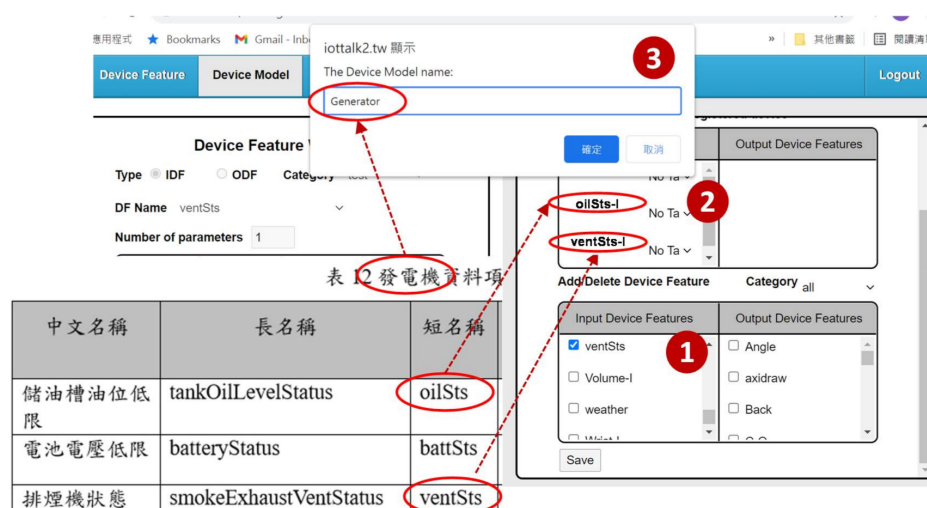 應用程式 Bookmarks Gmail - Inb
» 其他書籤 閱讀清單
Device Feature Device Model Logout
iottalk2.tw 顯示
The Device Model name:
Generator
確定 取消
3
Device Feature
Type IDF ODF Category test
DF Name ventSts
Number of parameters 1
Output Device Features
No Ta
oilSts-I No Ta
2
ventSts-I No Ta
Add/Delete Device Feature Category all
Input Device Features Output Device Features
1
ventSts Angle
Volume-I axidraw
weather Back
Save
表 12 發電機資料項
中文名稱 長名稱 短名稱
儲油槽油位低限 tankOilLevelStatus oilSts
電池電壓低限 batteryStatus battSts
排煙機狀態 smokeExhaustVentStatus ventSts